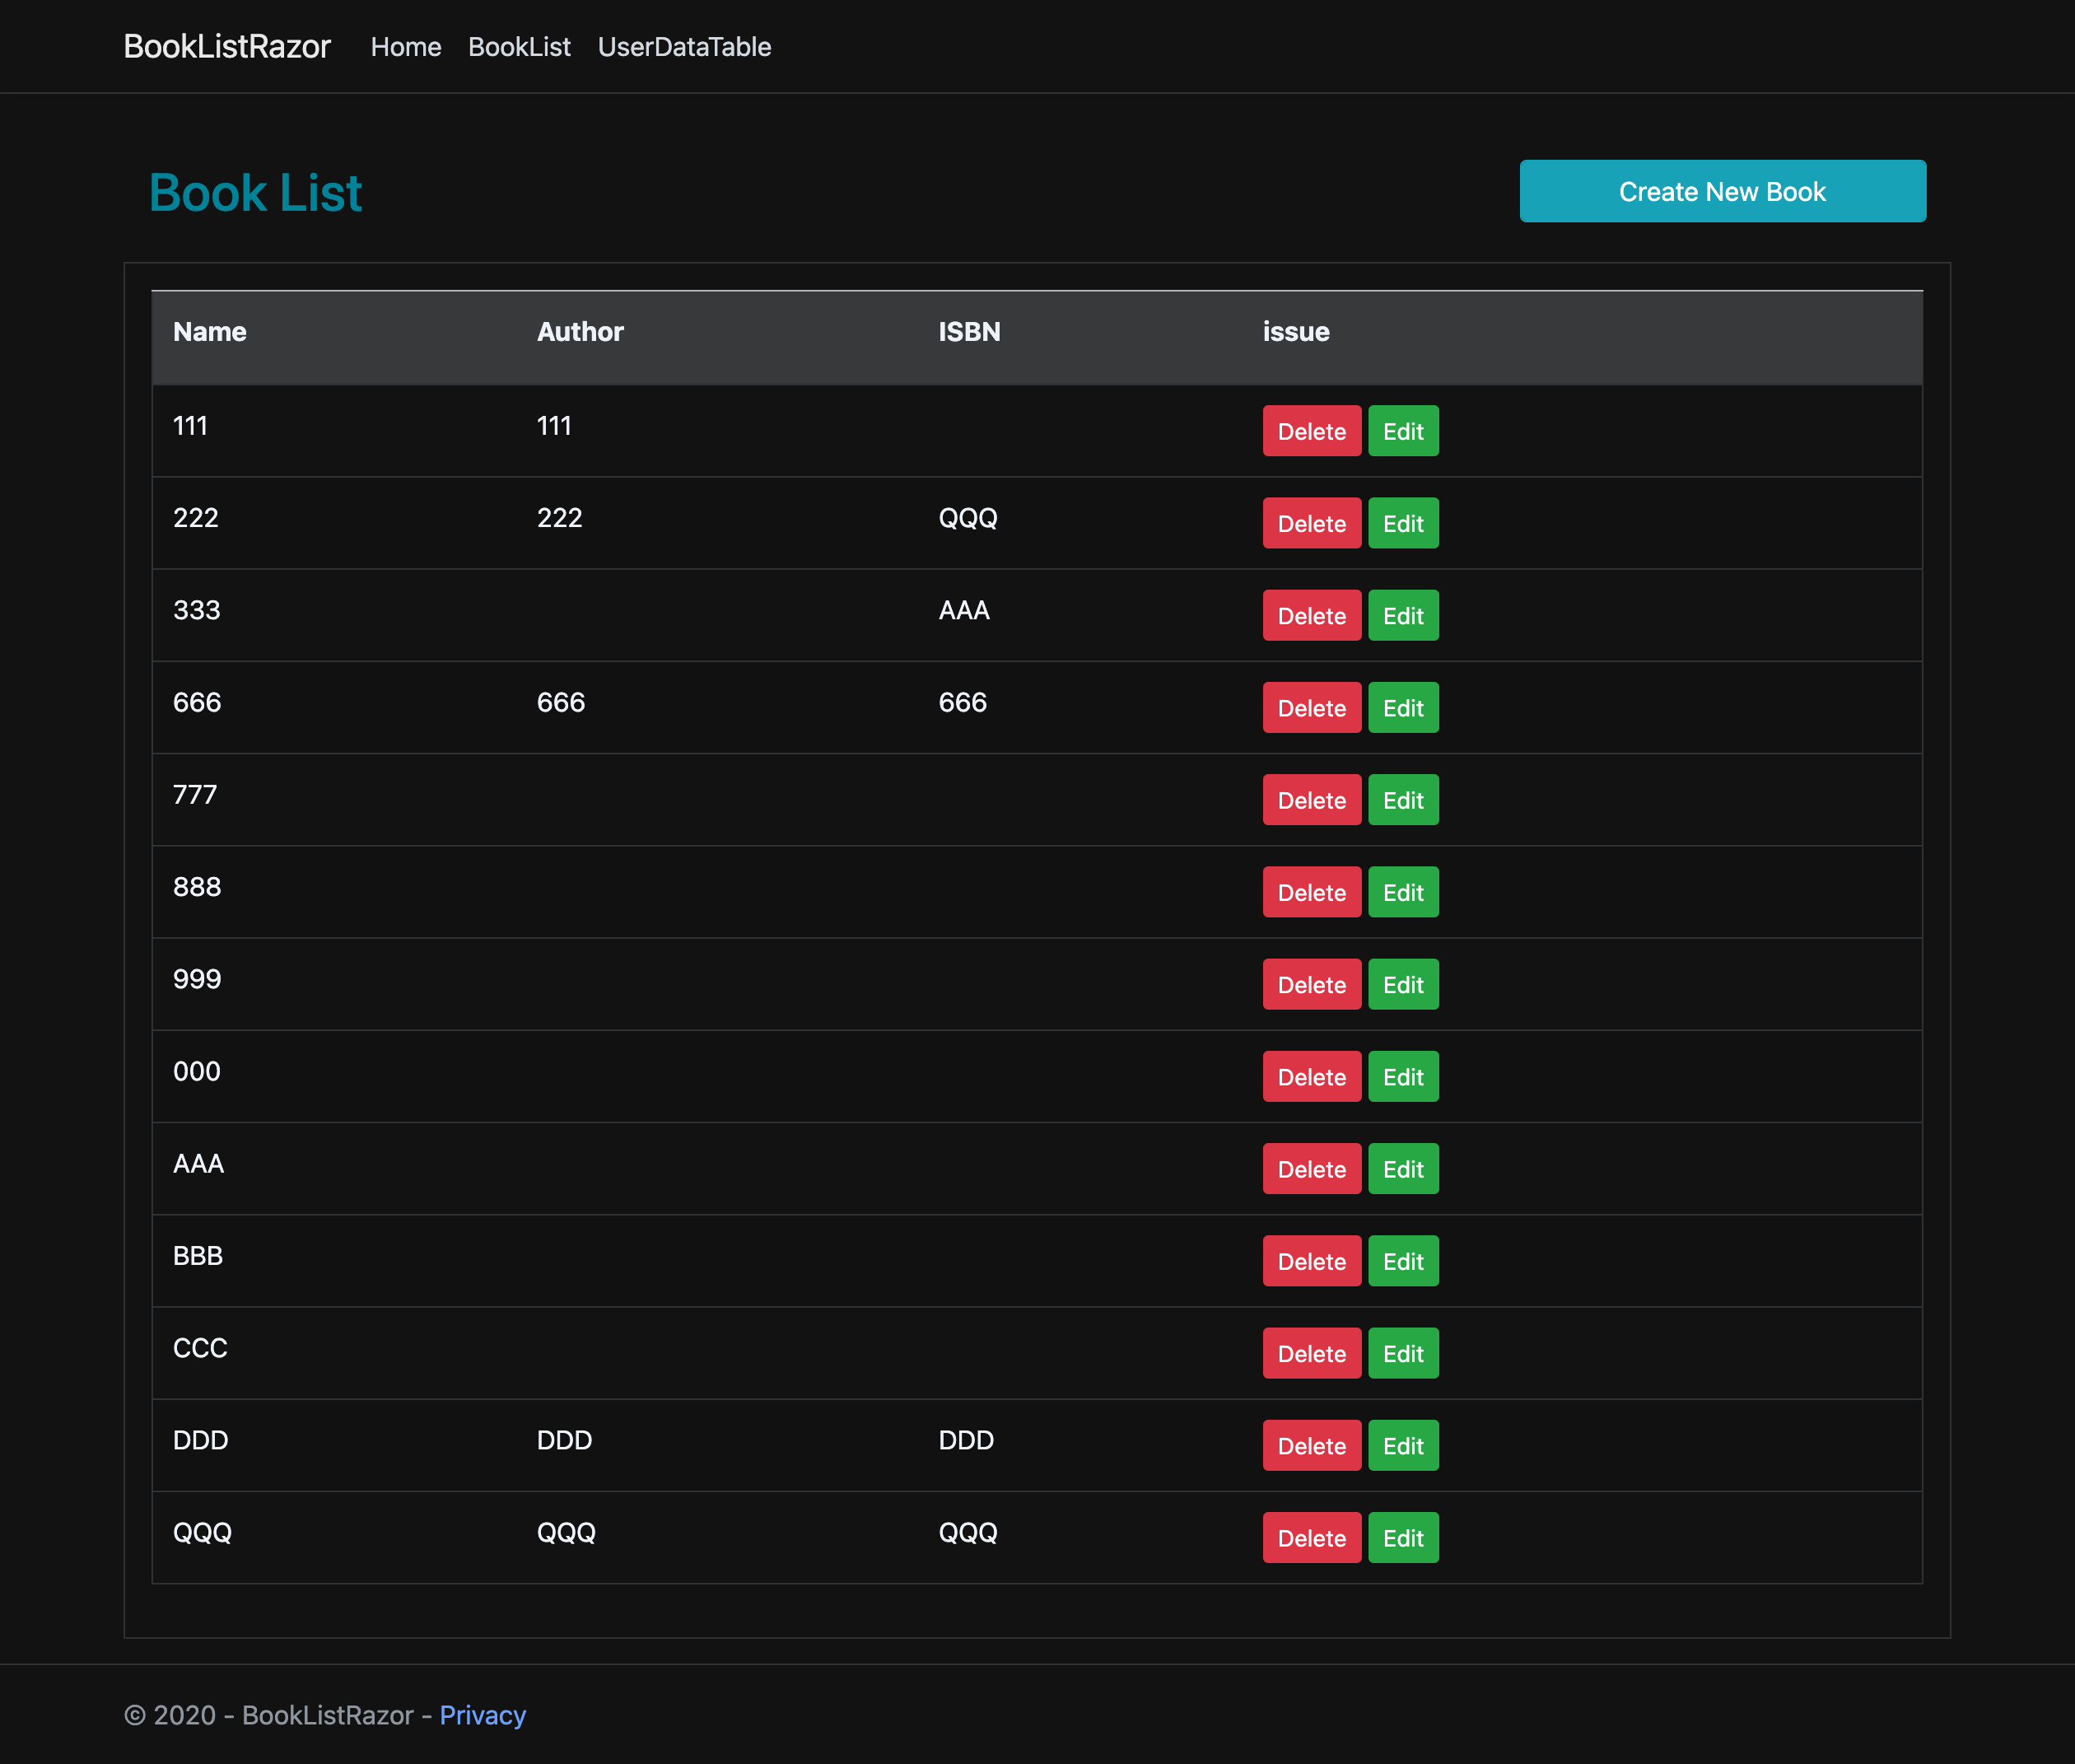 BookListRazor Home BookList UserDataTable
Book List Create New Book
Name Author ISBN issue
111 111 Delete Edit
222 222 QQQ Delete Edit
333 AAA Delete Edit
666 666 666 Delete Edit
777 Delete Edit
888 Delete Edit
999 Delete Edit
000 Delete Edit
AAA Delete Edit
BBB Delete Edit
CCC Delete Edit
DDD DDD DDD Delete Edit
QQQ QQQ QQQ Delete Edit
© 2020 - BookListRazor - Privacy